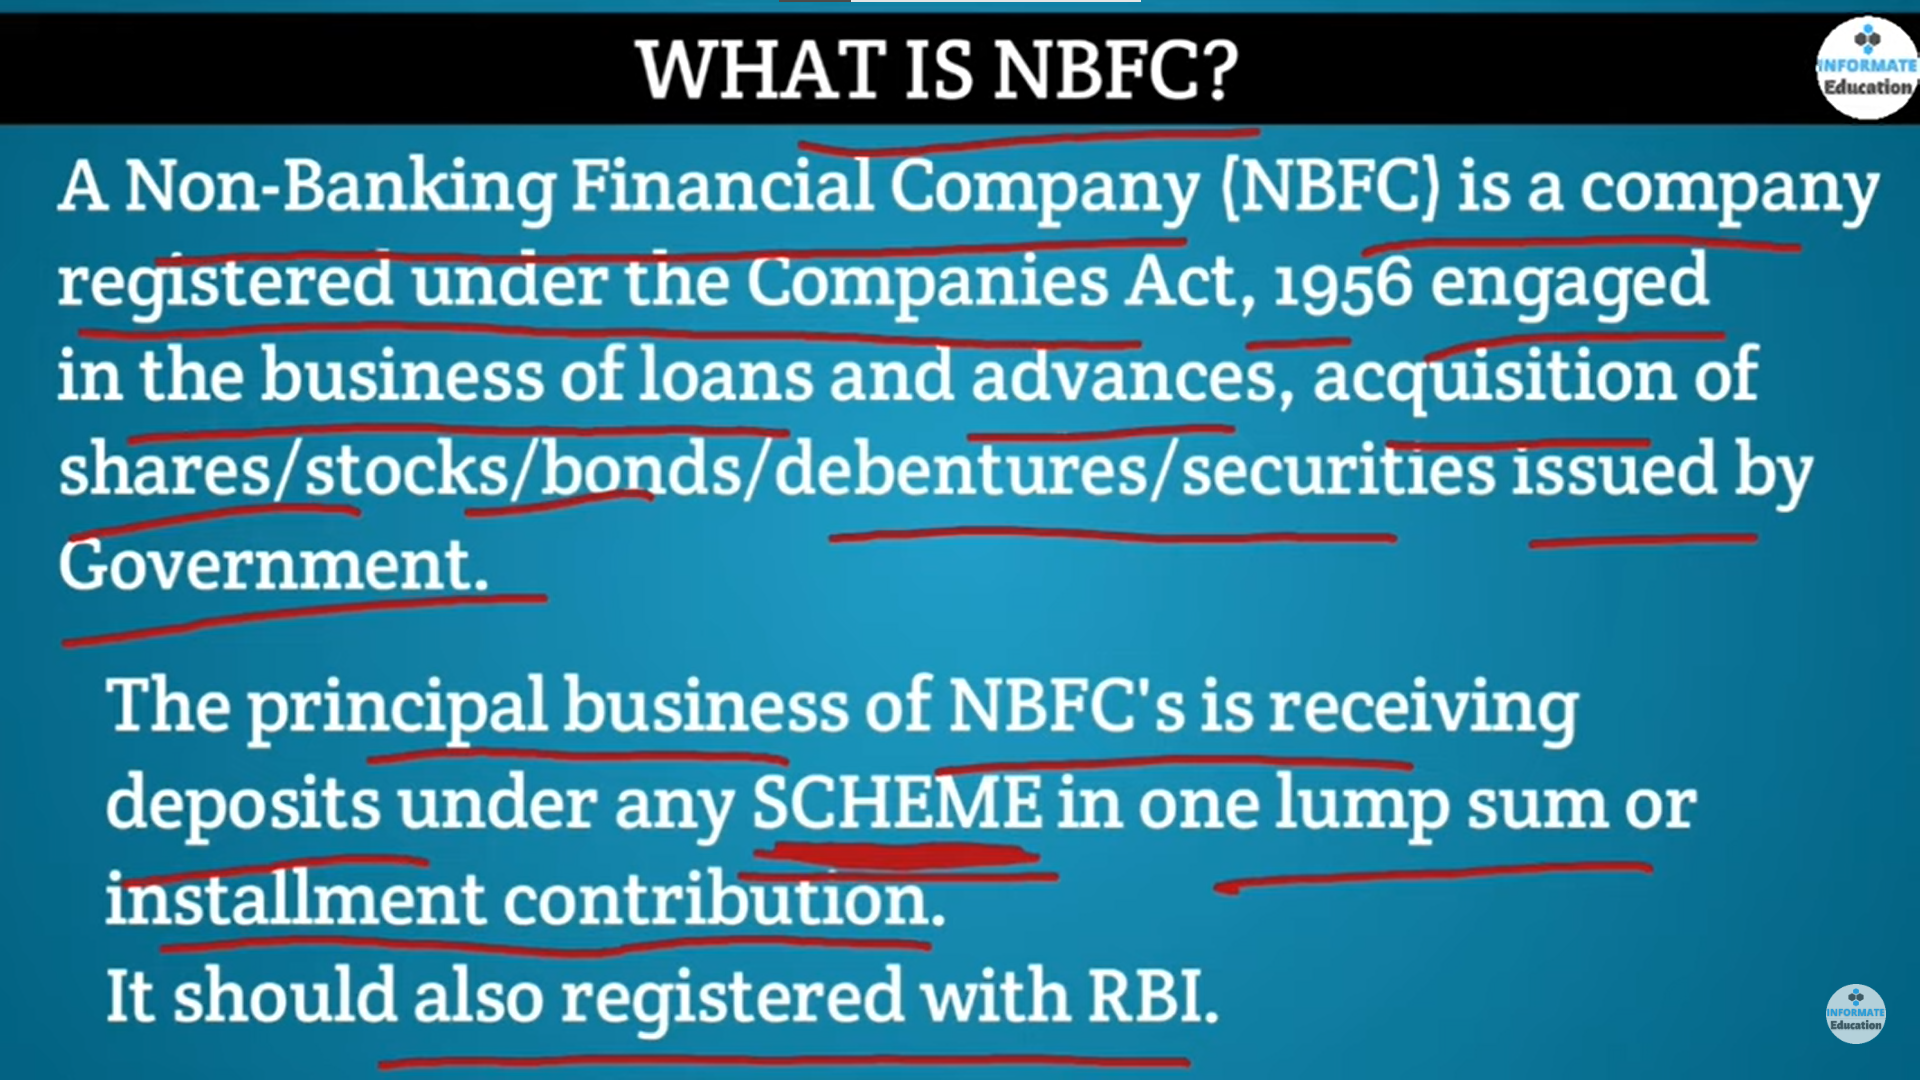 WHAT IS NBFC?
INFORMATE
Education
A Non-Banking Financial Company (NBFC) is a company
registered under the Companies Act, 1956 engaged
in the business of loans and advances, acquisition of
shares/stocks/bonds/debentures/securities issued by
Government.
The principal business of NBFC's is receiving
deposits under any SCHEME in one lump sum or
installment contribution.
It should also registered with RBI.
INFORMATE
Education